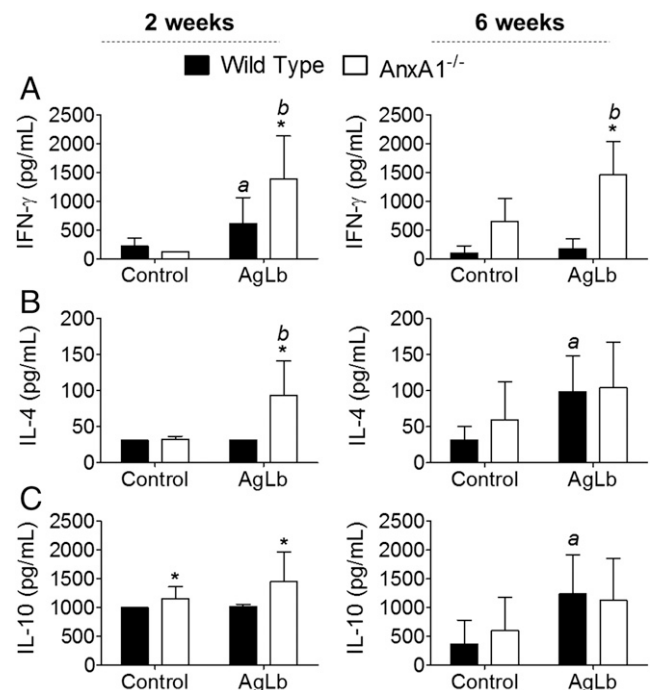 2 weeks 6 weeks
Wild Type AnxA1-/-
A
IFN-γ (pg/mL)
2500
2000
1500
1000
500
0
a
b
*
Control AgLb
IFN-γ (pg/mL)
2500
2000
1500
1000
500
0
b
*
Control AgLb
B
IL-4 (pg/mL)
200
150
100
50
0
b
*
Control AgLb
IL-4 (pg/mL)
200
150
100
50
0
a
Control AgLb
C
IL-10 (pg/mL)
2500
2000
1500
1000
500
0
* *
Control AgLb
IL-10 (pg/mL)
2500
2000
1500
1000
500
0
a
Control AgLb